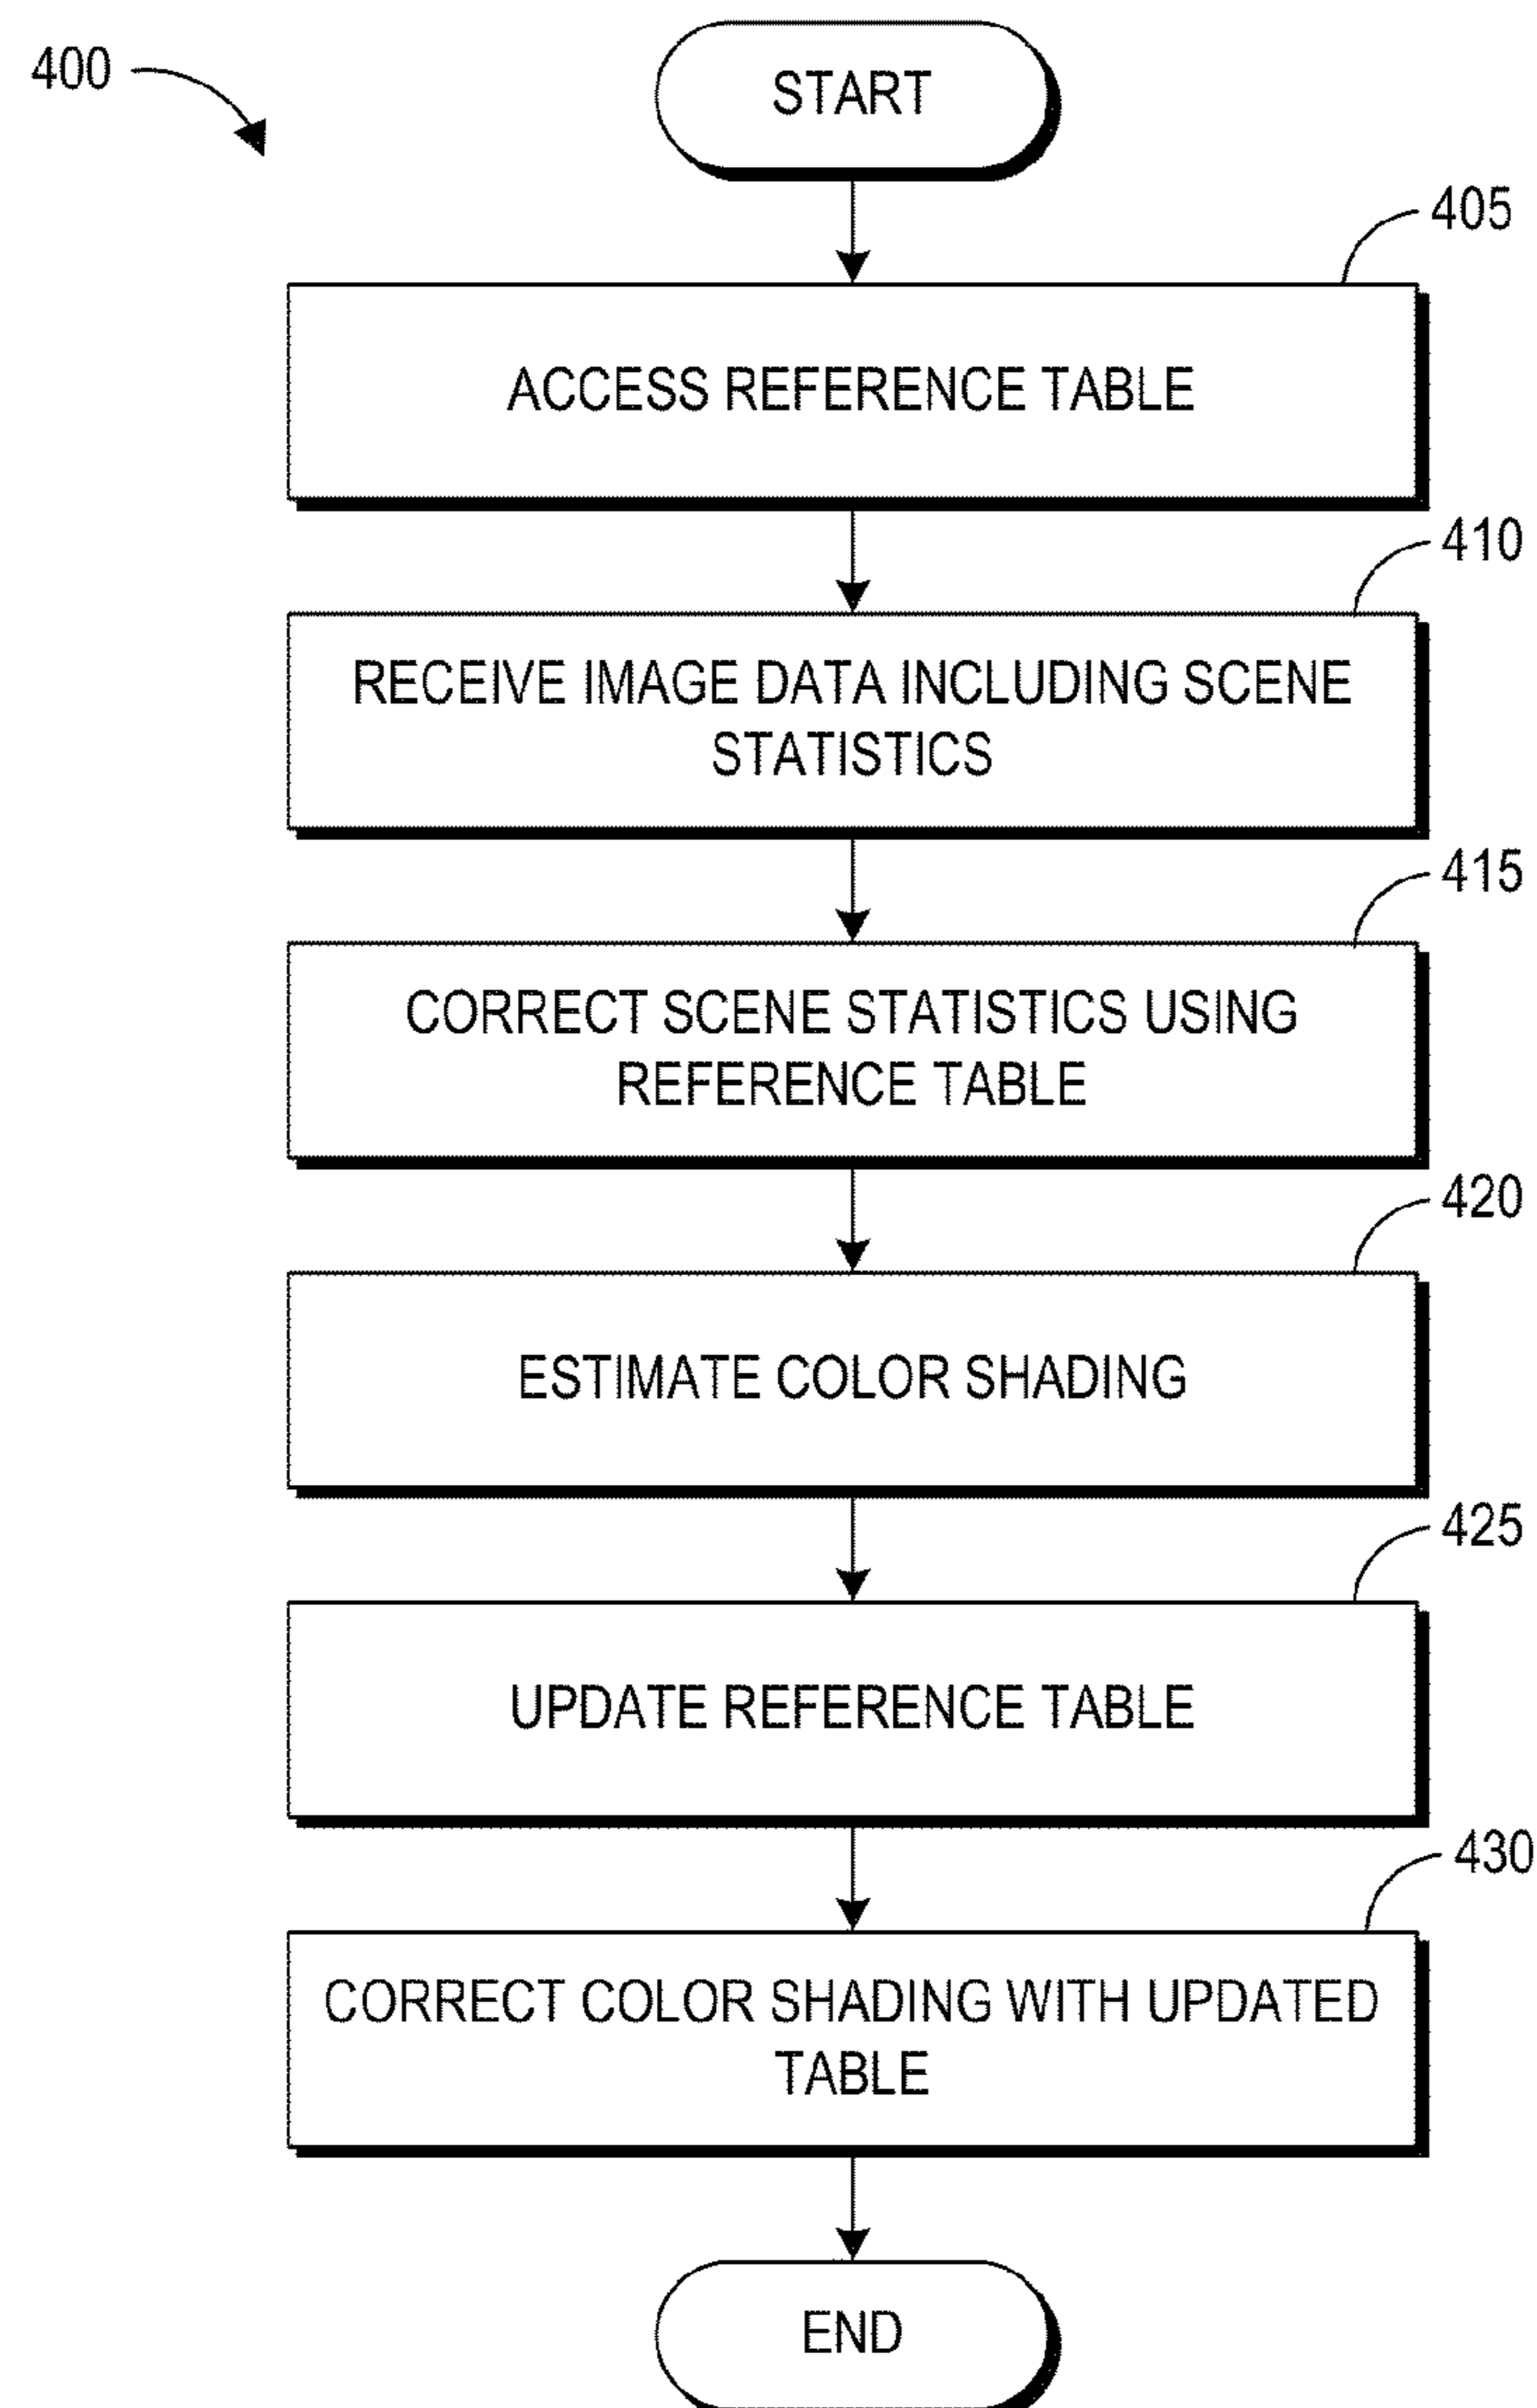 400
START
405
ACCESS REFERENCE TABLE
410
RECEIVE IMAGE DATA INCLUDING SCENE
STATISTICS
415
CORRECT SCENE STATISTICS USING
REFERENCE TABLE
420
ESTIMATE COLOR SHADING
425
UPDATE REFERENCE TABLE
430
CORRECT COLOR SHADING WITH UPDATED
TABLE
END